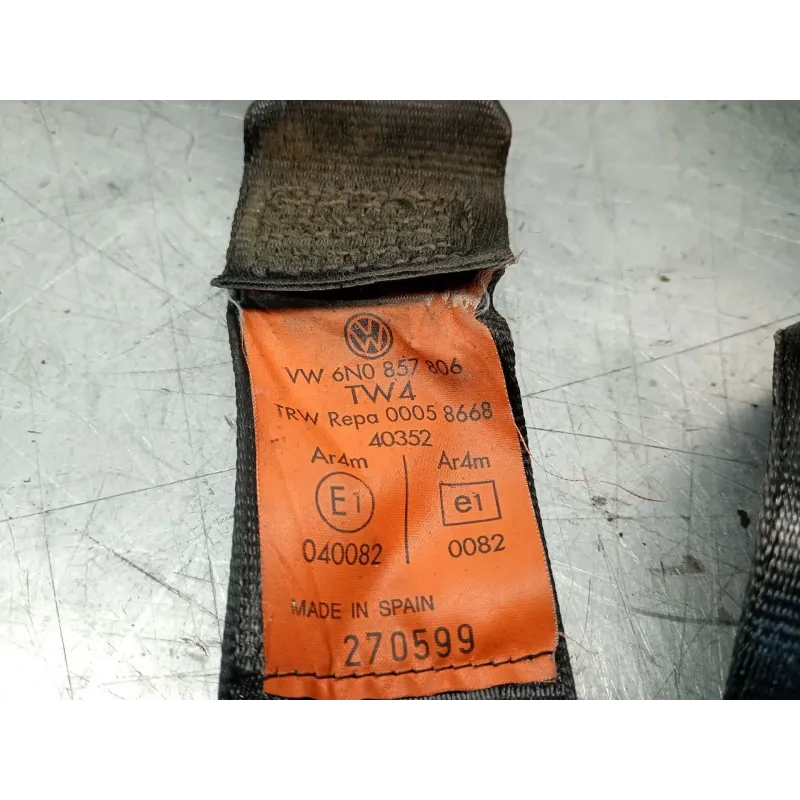 VW
VW 6N0 857 806
TW4
TRW Repa 0005 8668
40352
Ar4m Ar4m
E1 e1
040082 0082
MADE IN SPAIN
270599